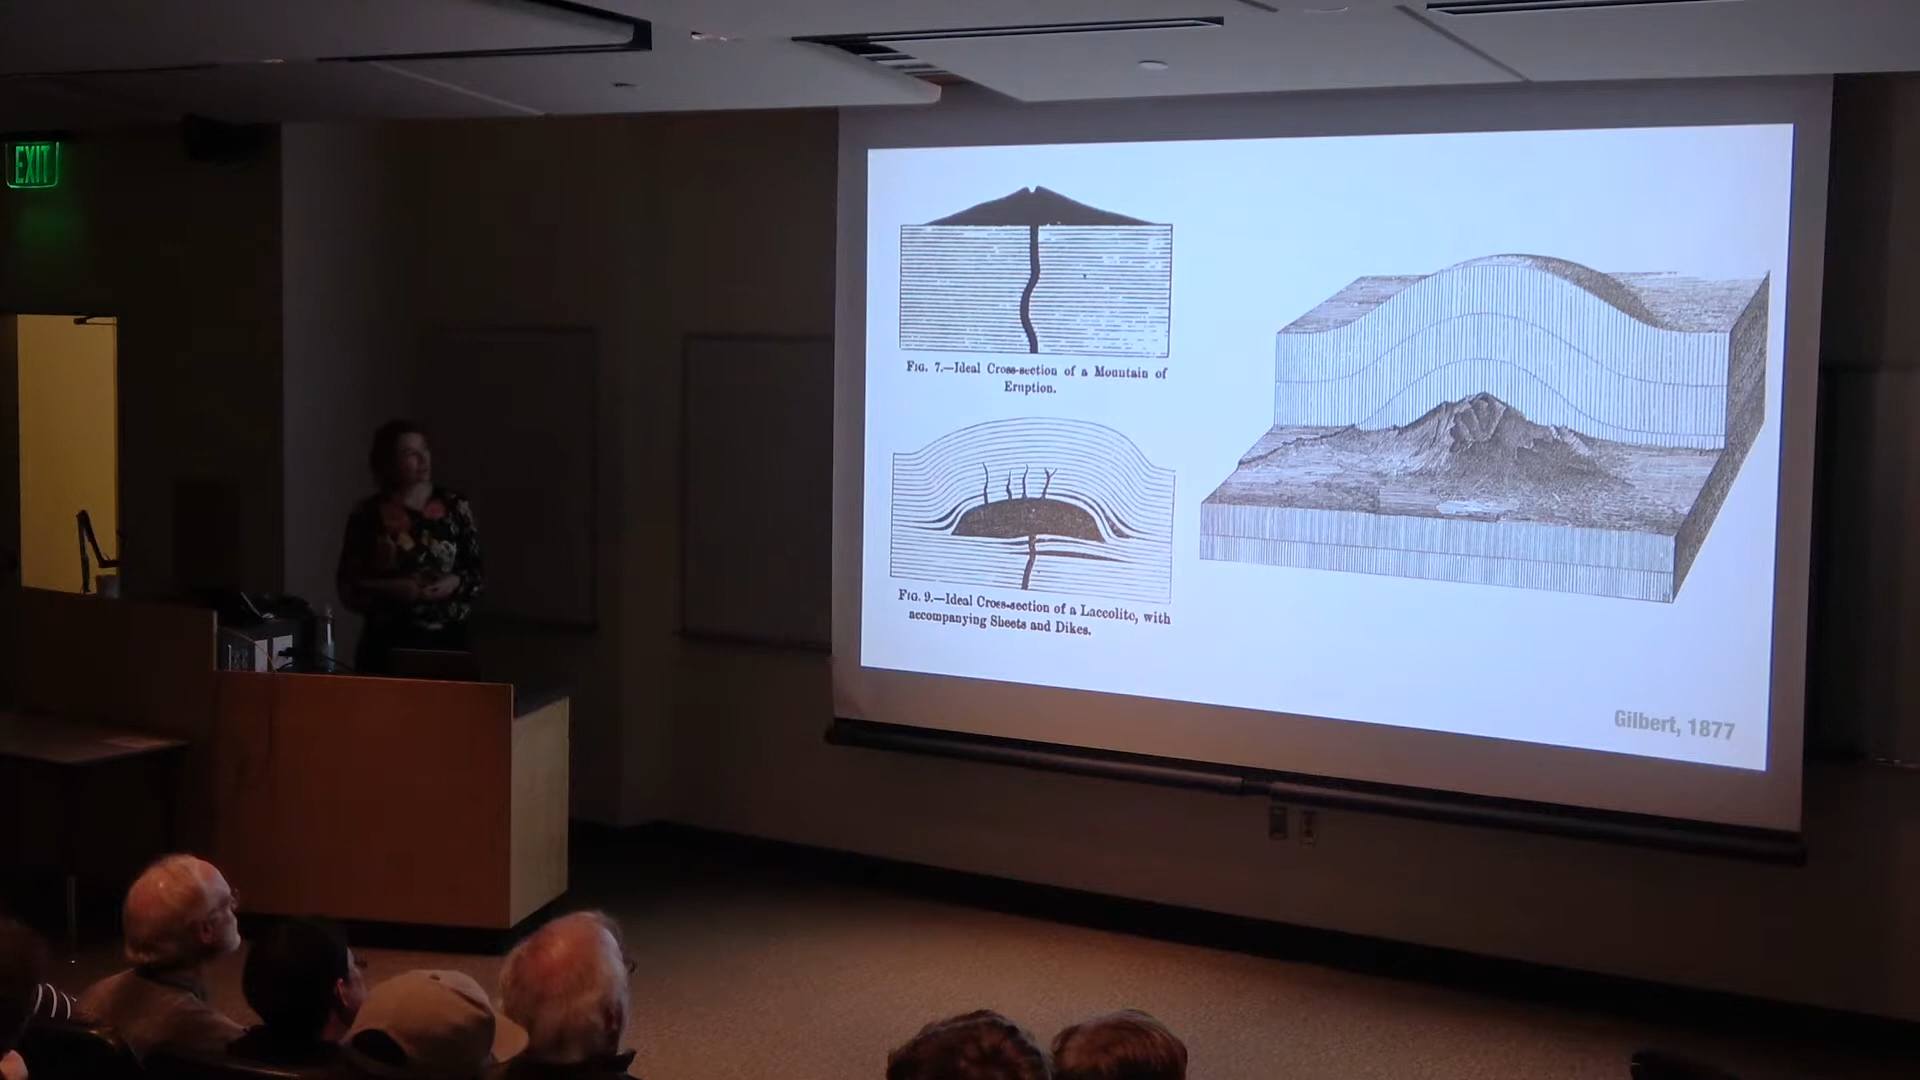 EXIT
FIG. 7.—Ideal Cross-section of a Mountain of
Eruption.
FIG. 9.—Ideal Cross-section of a Laccolite, with
accompanying Sheets and Dikes.
Gilbert, 1877